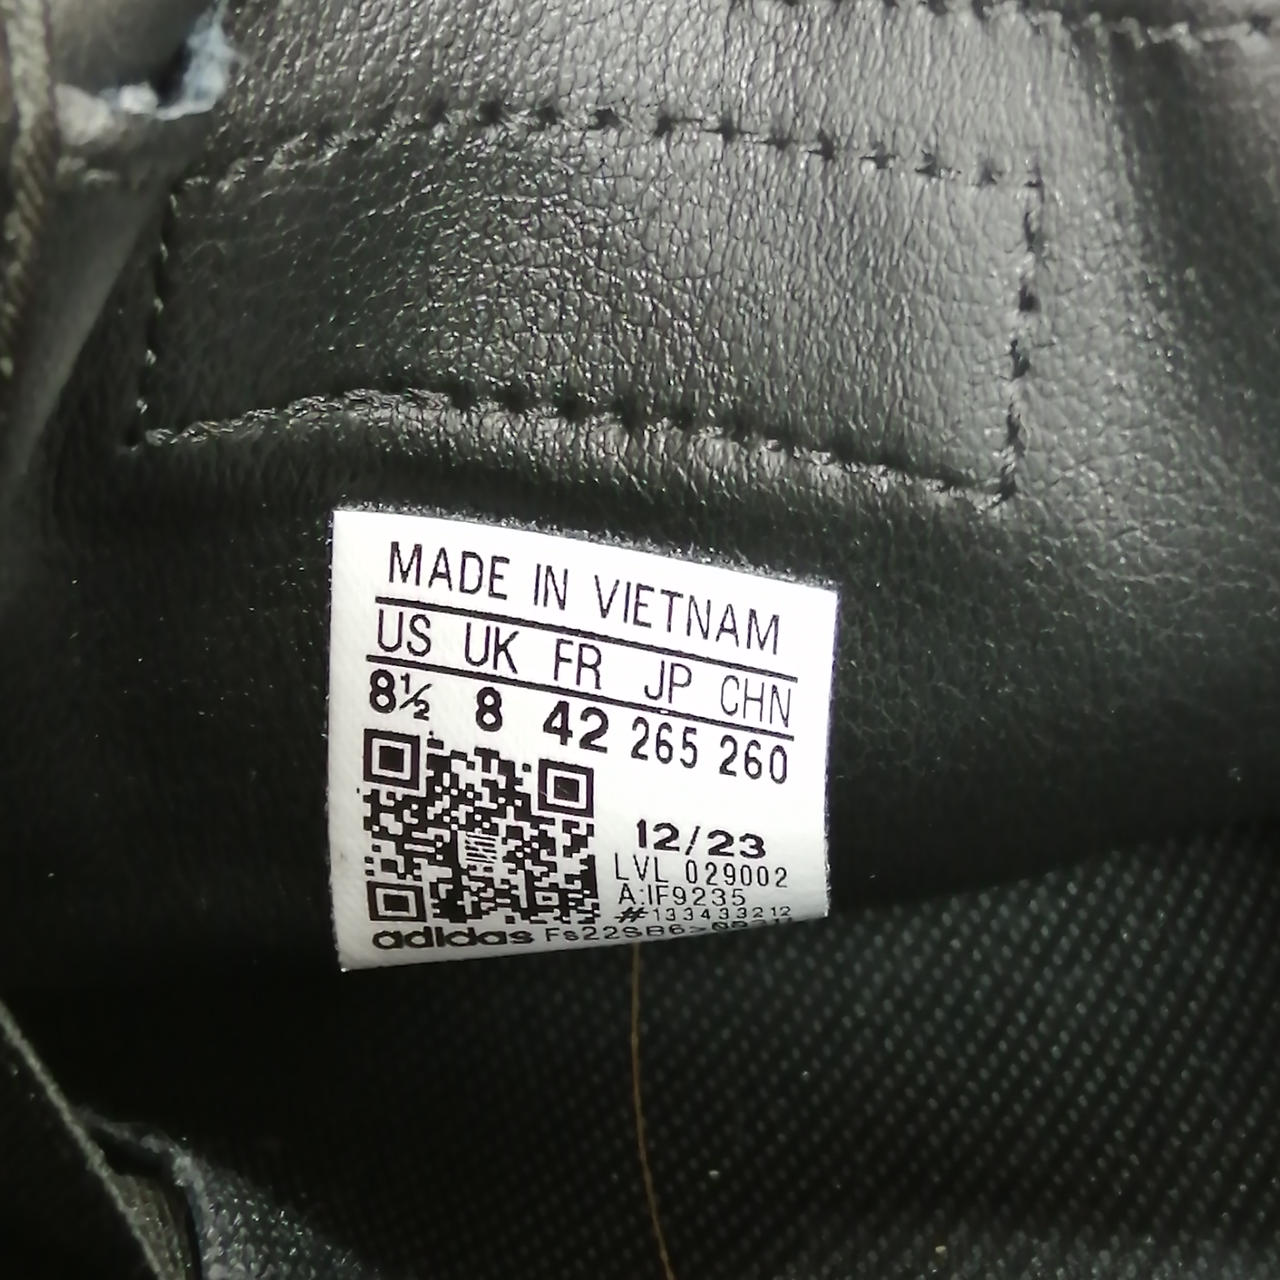 MADE IN VIETNAM
US UK FR JP CHN
8½ 8 42 265 260
12/23
LVL 029002
A:IF9235
#133433212
adidas